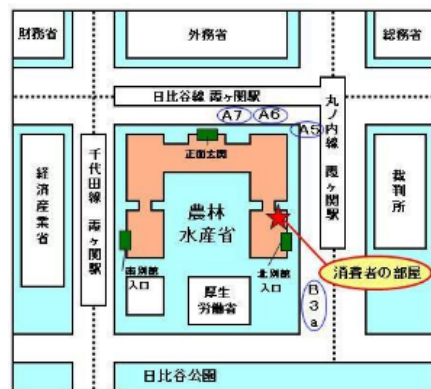 財務省
外務省
総務省
日比谷線 霞ヶ関駅
A7
A6
A5
正面玄関
経済産業省
千代田線 霞ヶ関駅
丸ノ内線 霞ヶ関駅
裁判所
農林
水産省
南別館
入口
北別館
入口
消費者の部屋
厚生
労働省
B3a
日比谷公園